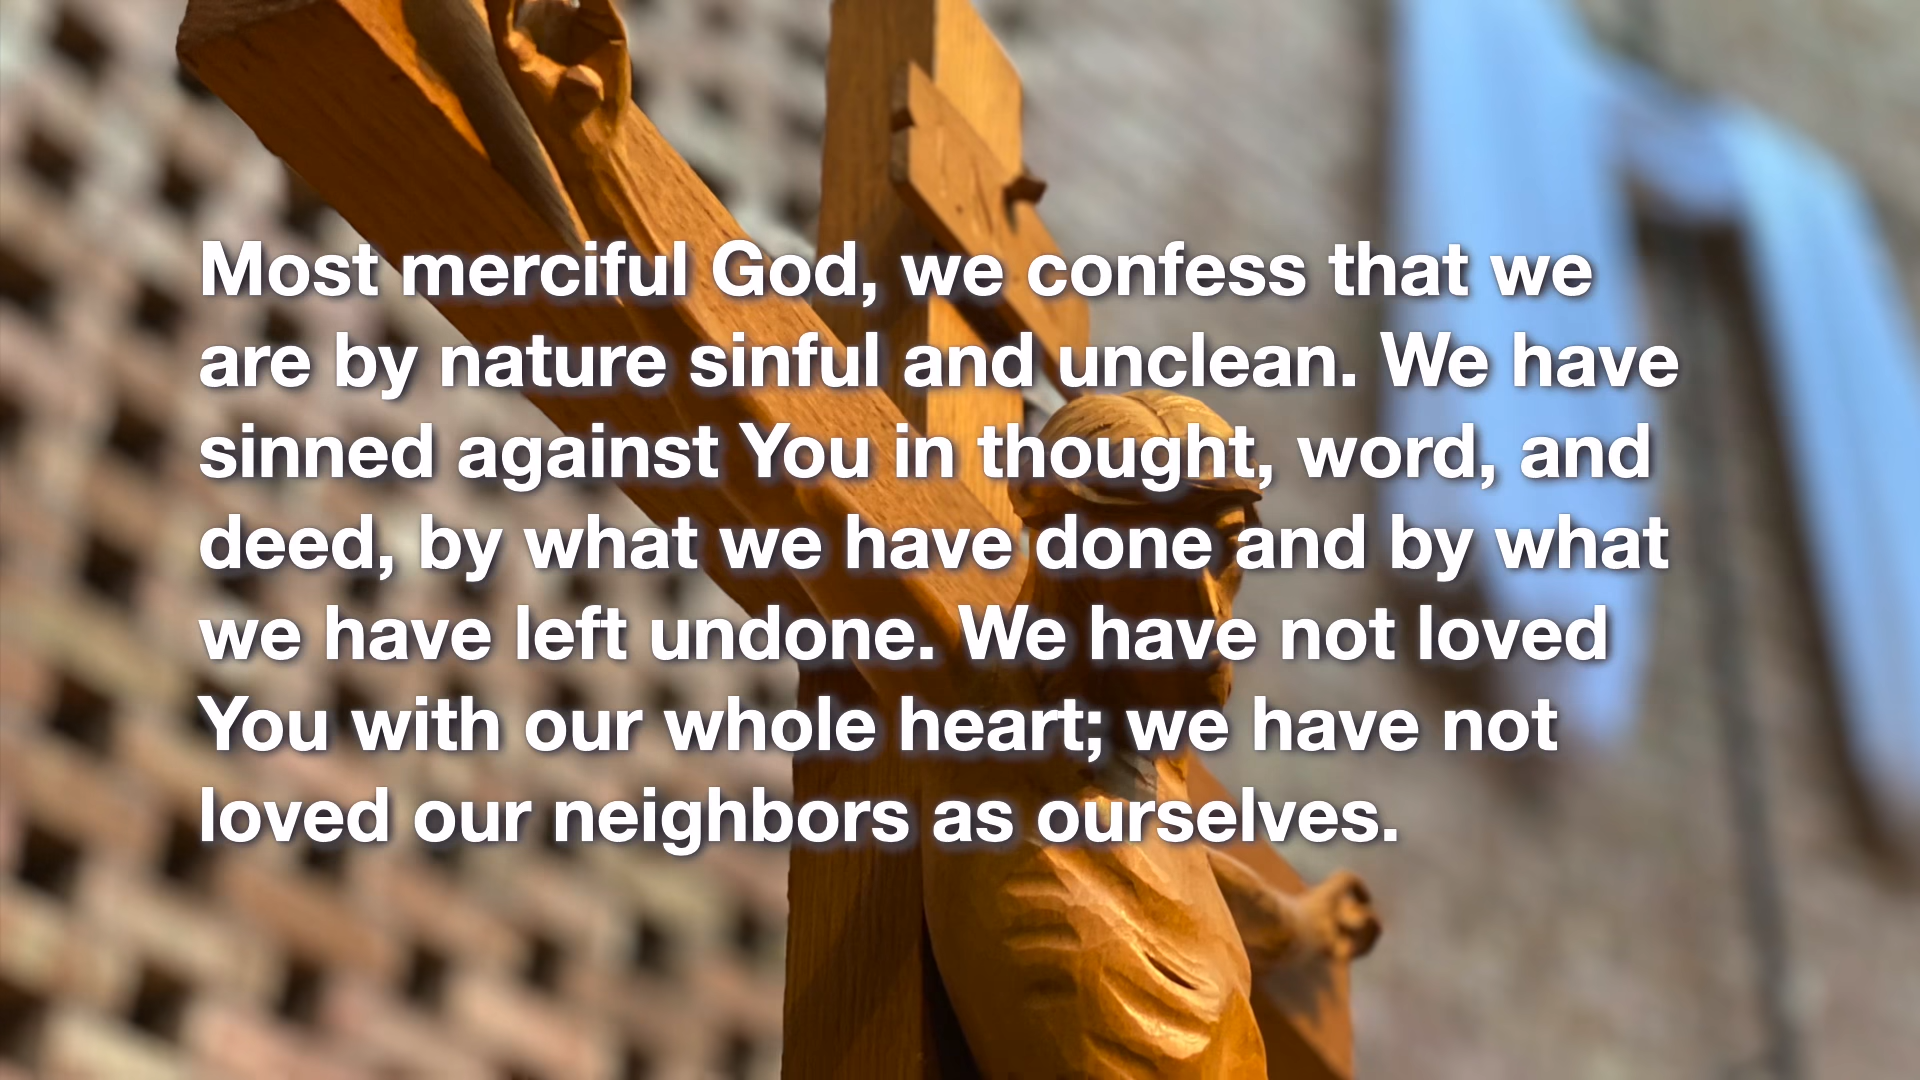 Most merciful God, we confess that we
are by nature sinful and unclean. We have
sinned against You in thought, word, and
deed, by what we have done and by what
we have left undone. We have not loved
You with our whole heart; we have not
loved our neighbors as ourselves.